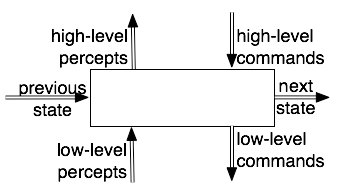 high-level
percepts
high-level
commands
previous
state
next
state
low-level
percepts
low-level
commands